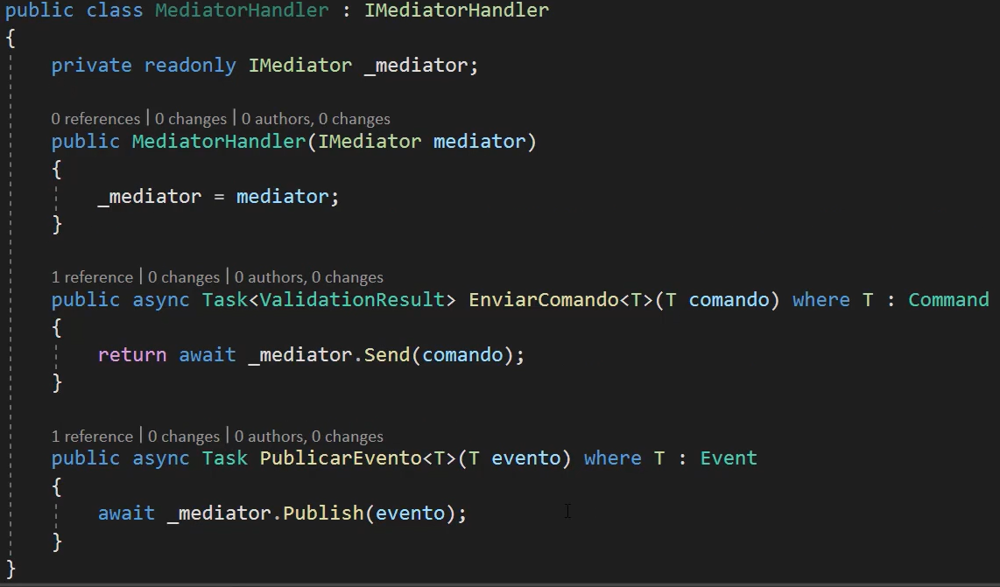 public class MediatorHandler : IMediatorHandler
{
private readonly IMediator _mediator;
0 references | 0 changes | 0 authors, 0 changes
public MediatorHandler(IMediator mediator)
{
_mediator = mediator;
}
1 reference | 0 changes | 0 authors, 0 changes
public async Task<ValidationResult> EnviarComando<T>(T comando) where T : Command
{
return await _mediator.Send(comando);
}
1 reference | 0 changes | 0 authors, 0 changes
public async Task PublicarEvento<T>(T evento) where T : Event
{
await _mediator.Publish(evento);
}
}